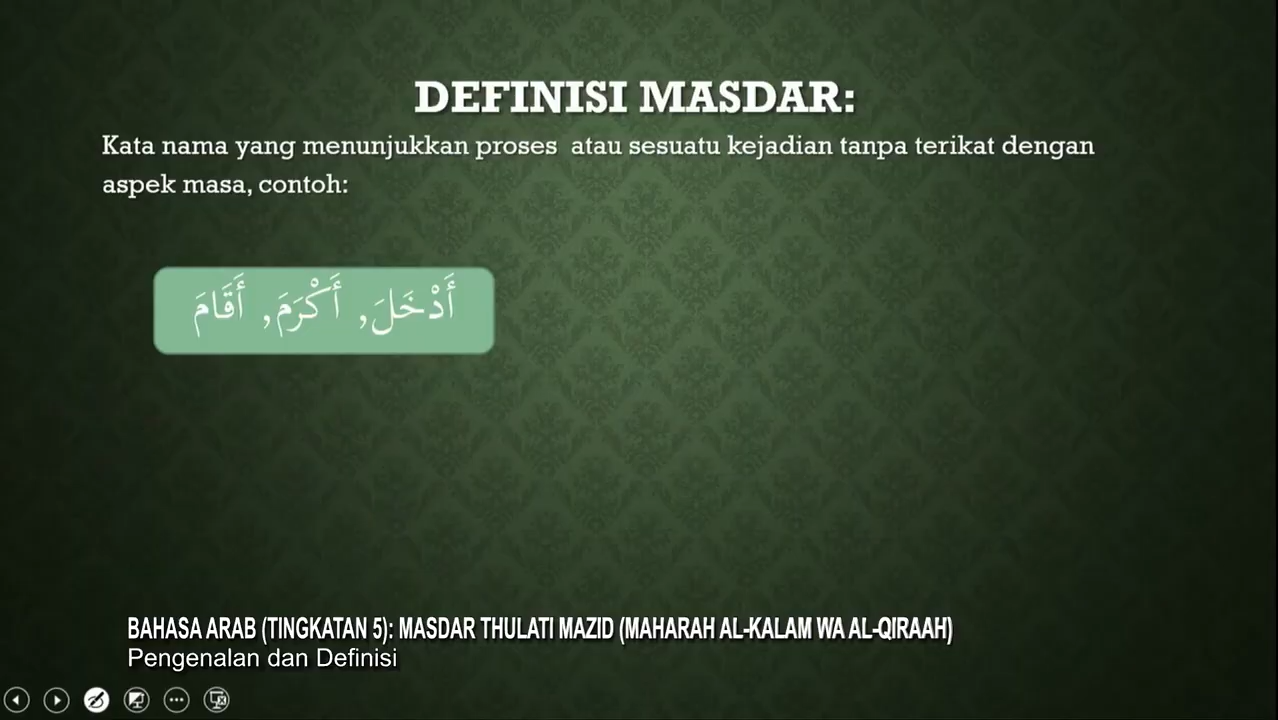 DEFINISI MASDAR:
Kata nama yang menunjukkan proses atau sesuatu kejadian tanpa terikat dengan
aspek masa, contoh:
أَدْخَلَ, أَكْرَمَ, أَقَامَ
BAHASA ARAB (TINGKATAN 5): MASDAR THULATI MAZID (MAHARAH AL-KALAM WA AL-QIRAAH)
Pengenalan dan Definisi